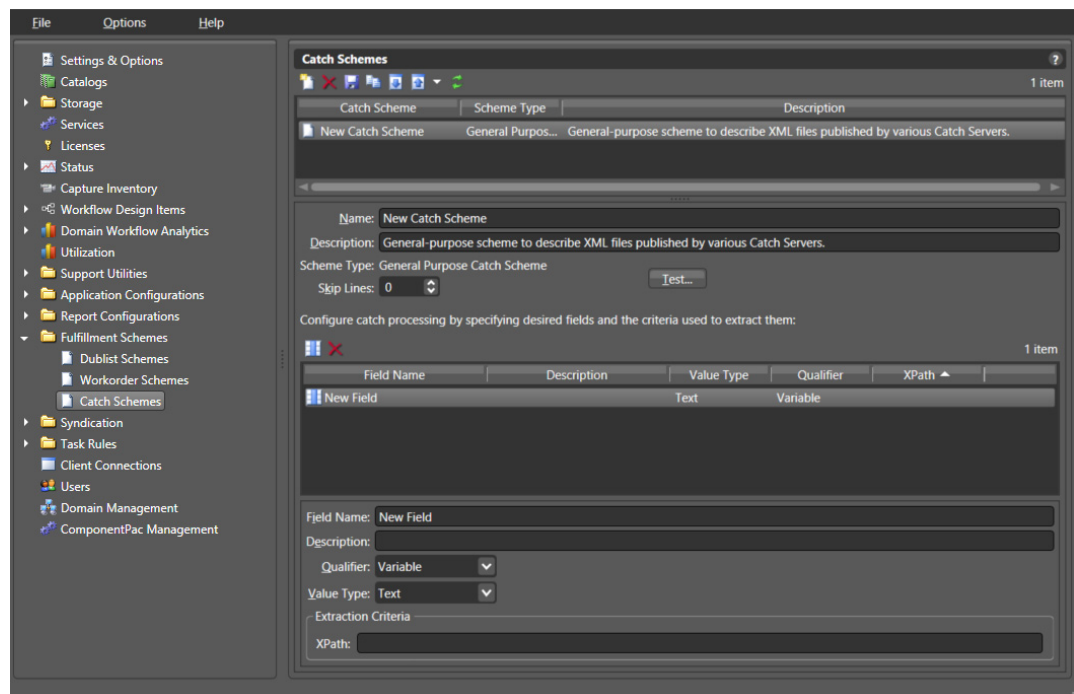 File Options Help
Settings & Options
Catalogs
Storage
Services
Licenses
Status
Capture Inventory
Workflow Design Items
Domain Workflow Analytics
Utilization
Support Utilities
Application Configurations
Report Configurations
Fulfillment Schemes
Dublist Schemes
Workorder Schemes
Catch Schemes
Syndication
Task Rules
Client Connections
Users
Domain Management
ComponentPac Management
Catch Schemes ?
1 item
Catch Scheme Scheme Type Description
New Catch Scheme General Purpos... General-purpose scheme to describe XML files published by various Catch Servers.
Name: New Catch Scheme
Description: General-purpose scheme to describe XML files published by various Catch Servers.
Scheme Type: General Purpose Catch Scheme
Skip Lines: 0 Test...
Configure catch processing by specifying desired fields and the criteria used to extract them:
1 item
Field Name Description Value Type Qualifier XPath
New Field Text Variable
Field Name: New Field
Description:
Qualifier: Variable
Value Type: Text
Extraction Criteria
XPath: